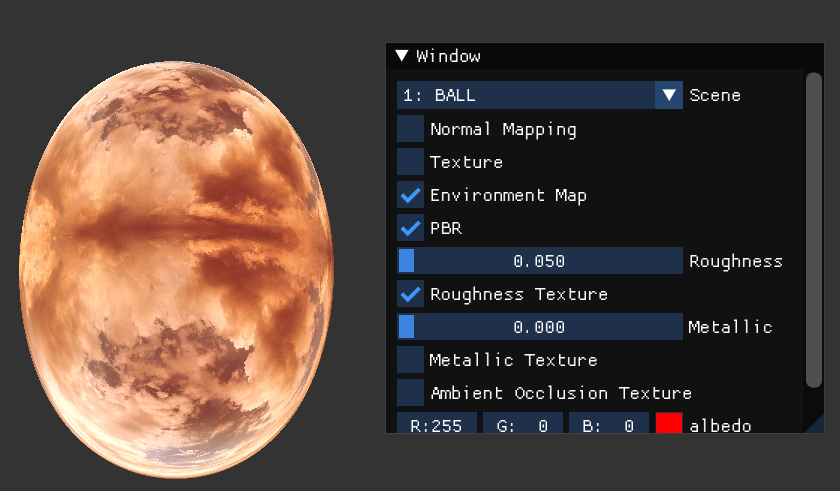 Window
1: BALL Scene
Normal Mapping
Texture
Environment Map
PBR
0.050 Roughness
Roughness Texture
0.000 Metallic
Metallic Texture
Ambient Occlusion Texture
R:255 G: 0 B: 0 albedo